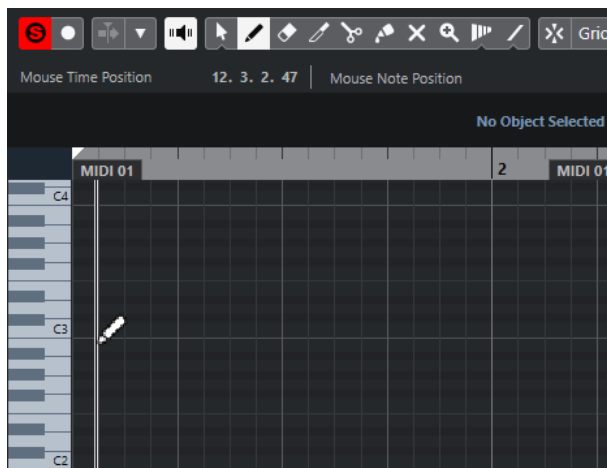 S
Grid
Mouse Time Position 12. 3. 2. 47 Mouse Note Position
No Object Selected
2
MIDI 01 MIDI 01
C4
C3
C2